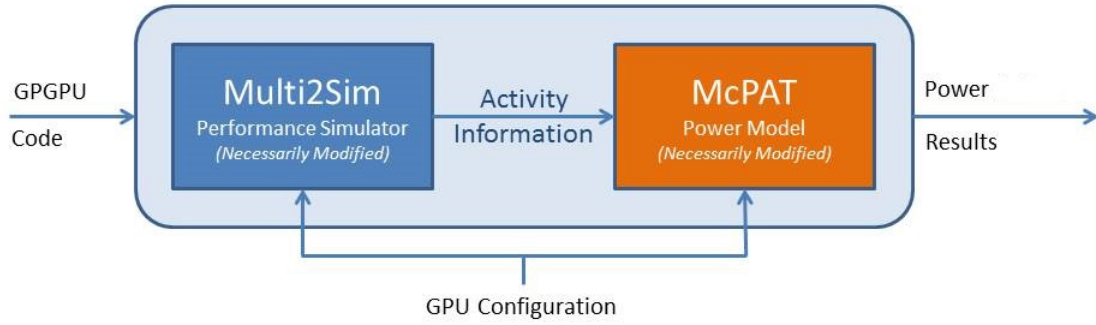 GPGPU
Code
Multi2Sim
Performance Simulator
(Necessarily Modified)
Activity
Information
McPAT
Power Model
(Necessarily Modified)
Power
Results
GPU Configuration